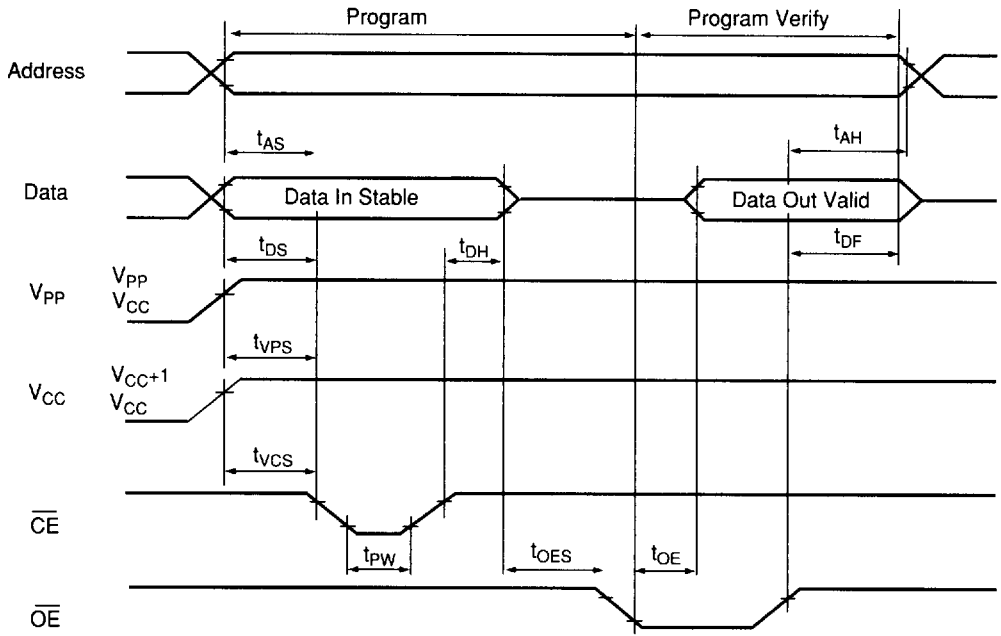 Program Program Verify
Address
tAS tAH
Data Data In Stable Data Out Valid
tDS tDH tDF
VPP VPP
VCC
tVPS
VCC VCC+1
VCC
tVCS
CE
tPW tOES tOE
OE